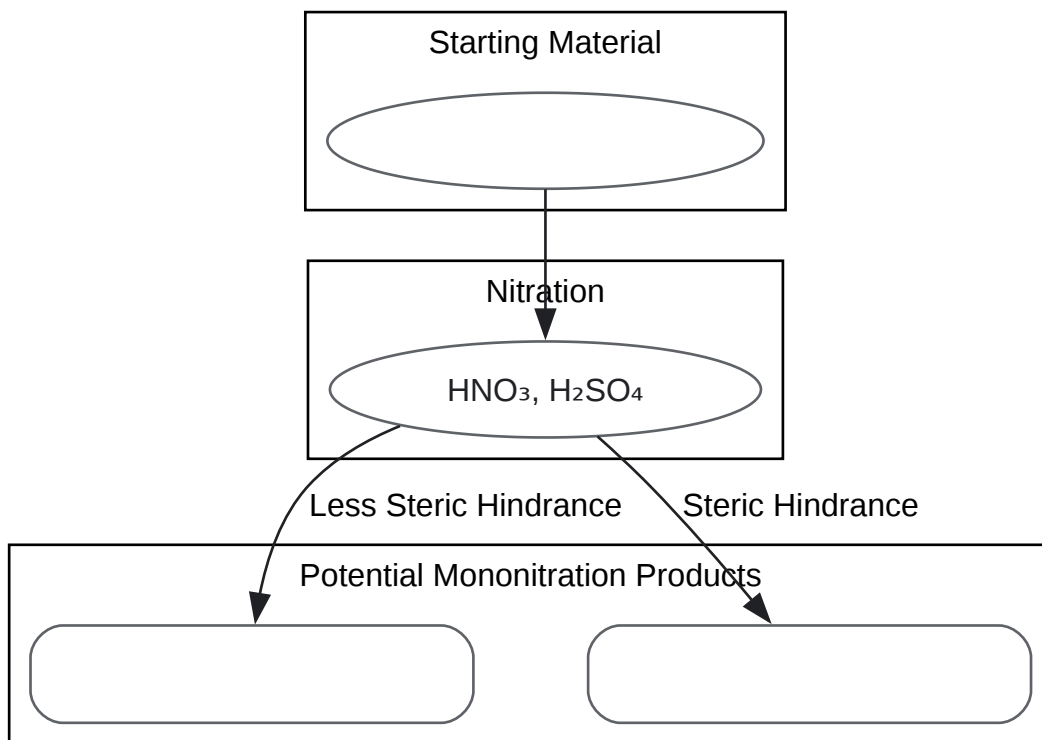 Starting Material
Nitration
HNO₃, H₂SO₄
Less Steric Hindrance
Steric Hindrance
Potential Mononitration Products